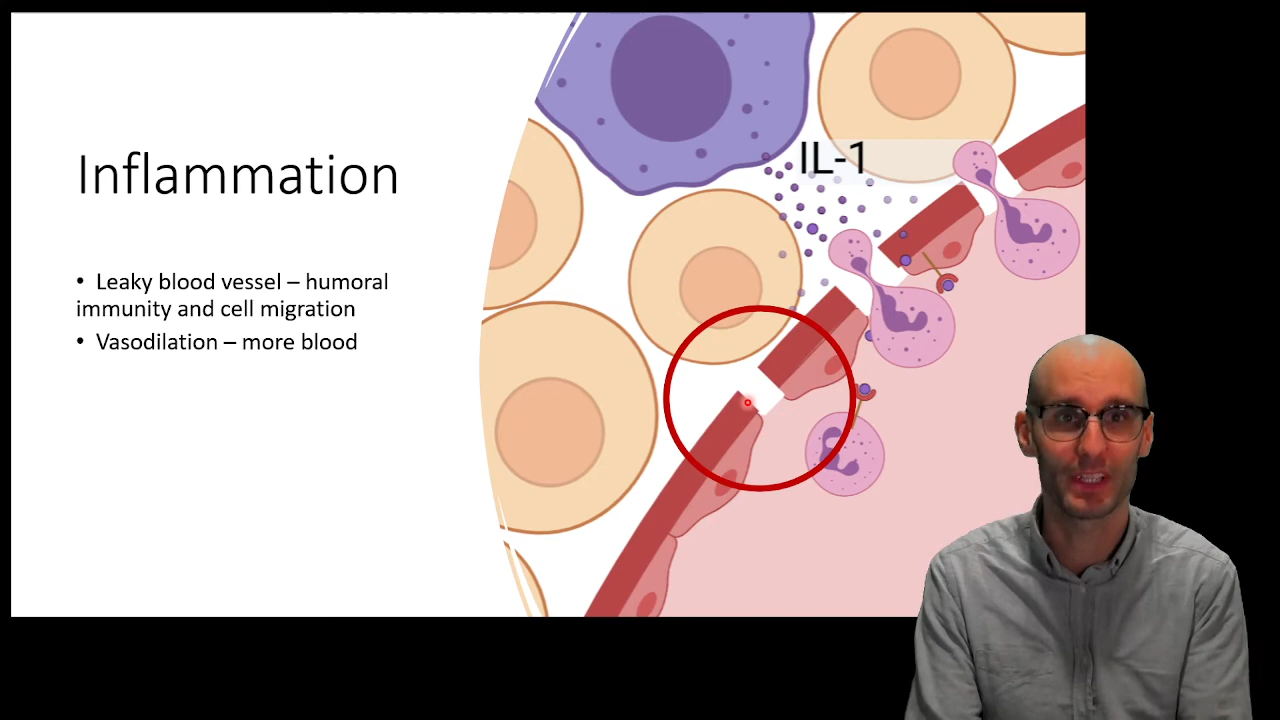 Inflammation
IL-1
• Leaky blood vessel – humoral
immunity and cell migration
• Vasodilation – more blood